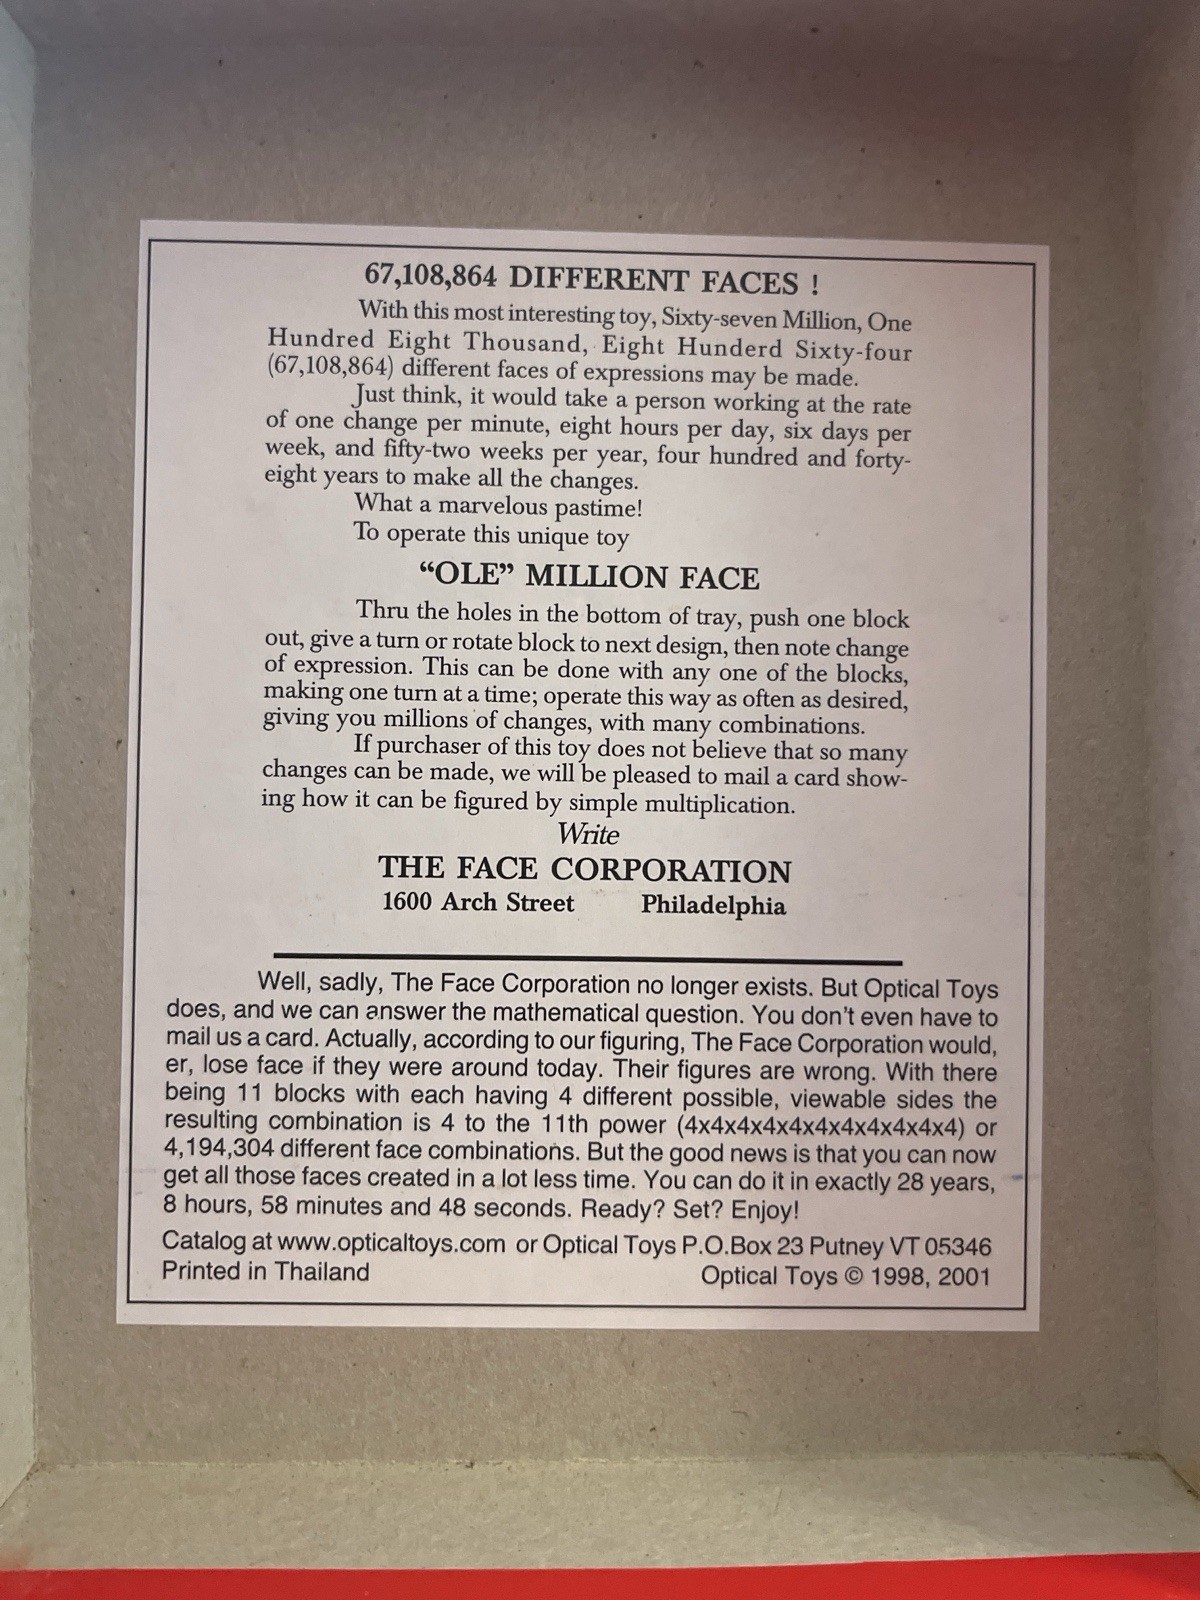 67,108,864 DIFFERENT FACES !
With this most interesting toy, Sixty-seven Million, One
Hundred Eight Thousand, Eight Hunderd Sixty-four
(67,108,864) different faces of expressions may be made.
Just think, it would take a person working at the rate
of one change per minute, eight hours per day, six days per
week, and fifty-two weeks per year, four hundred and forty-
eight years to make all the changes.
What a marvelous pastime!
To operate this unique toy
“OLE” MILLION FACE
Thru the holes in the bottom of tray, push one block
out, give a turn or rotate block to next design, then note change
of expression. This can be done with any one of the blocks,
making one turn at a time; operate this way as often as desired,
giving you millions of changes, with many combinations.
If purchaser of this toy does not believe that so many
changes can be made, we will be pleased to mail a card show-
ing how it can be figured by simple multiplication.
Write
THE FACE CORPORATION
1600 Arch Street Philadelphia
Well, sadly, The Face Corporation no longer exists. But Optical Toys
does, and we can answer the mathematical question. You don't even have to
mail us a card. Actually, according to our figuring, The Face Corporation would,
er, lose face if they were around today. Their figures are wrong. With there
being 11 blocks with each having 4 different possible, viewable sides the
resulting combination is 4 to the 11th power (4x4x4x4x4x4x4x4x4x4x4) or
4,194,304 different face combinations. But the good news is that you can now
get all those faces created in a lot less time. You can do it in exactly 28 years,
8 hours, 58 minutes and 48 seconds. Ready? Set? Enjoy!
Catalog at www.opticaltoys.com or Optical Toys P.O.Box 23 Putney VT 05346
Printed in Thailand Optical Toys © 1998, 2001